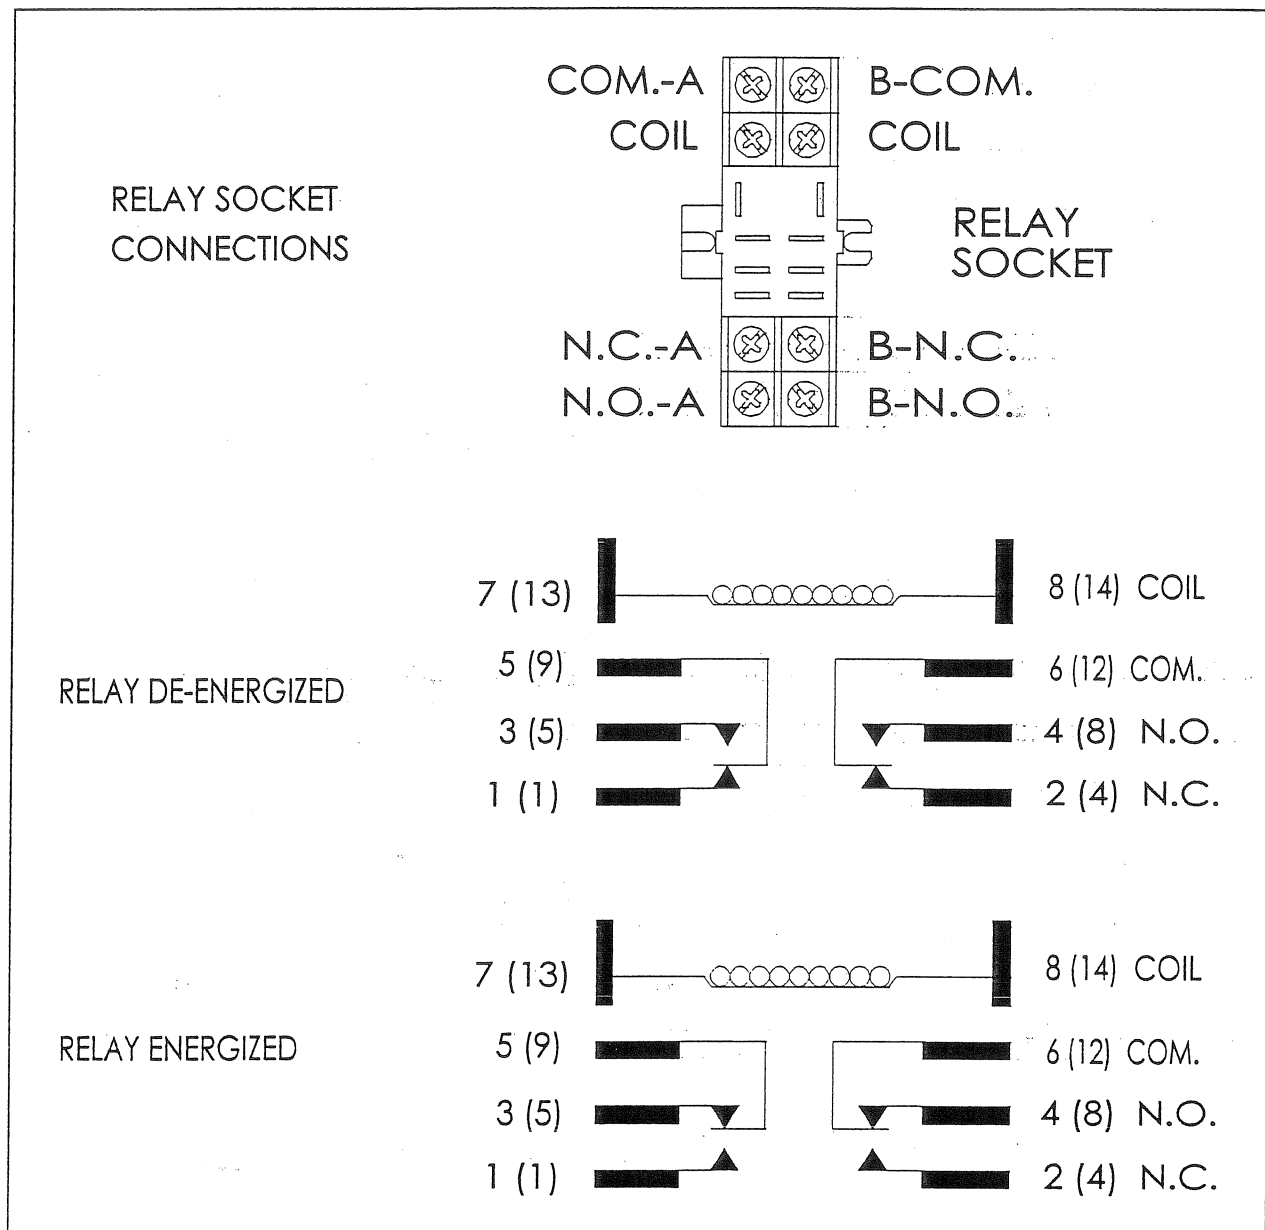 COM.-A B-COM.
COIL COIL
RELAY SOCKET
CONNECTIONS
RELAY
SOCKET
N.C.-A B-N.C.
N.O.-A B-N.O.
7 (13) 8 (14) COIL
5 (9) 6 (12) COM.
RELAY DE-ENERGIZED
3 (5) 4 (8) N.O.
1 (1) 2 (4) N.C.
7 (13) 8 (14) COIL
RELAY ENERGIZED
5 (9) 6 (12) COM.
3 (5) 4 (8) N.O.
1 (1) 2 (4) N.C.